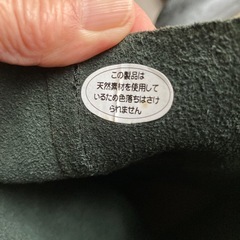 この製品は
天然素材を使用して
いるため色落ちはさけ
られません